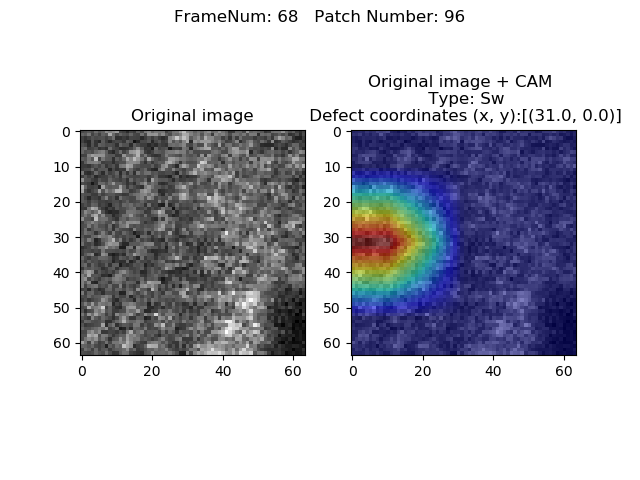 FrameNum: 68   Patch Number: 96
Original image
Original image + CAM
Type: Sw
Defect coordinates (x, y):[(31.0, 0.0)]
0
10
20
30
40
50
60
0 20 40 60
0
10
20
30
40
50
60
0 20 40 60